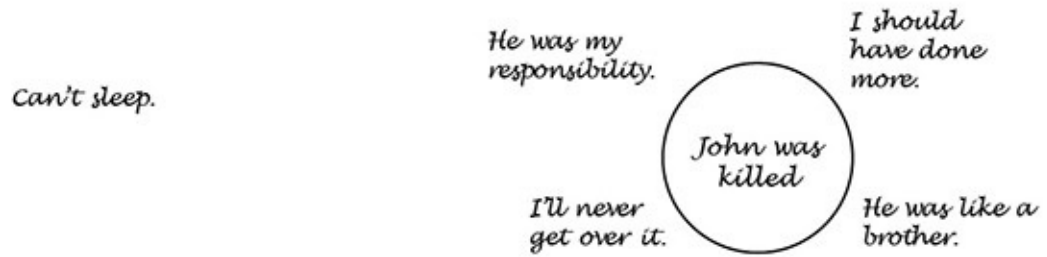 Can't sleep.
He was my
responsibility.
I should
have done
more.
John was
killed
I'll never
get over it.
He was like a
brother.